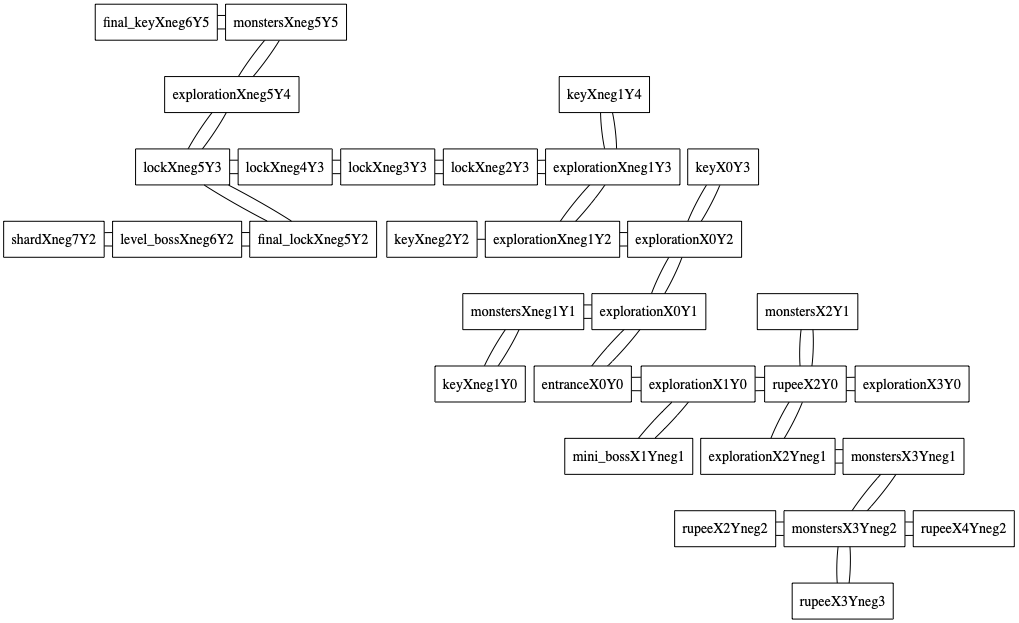 final_keyXneg6Y5
monstersXneg5Y5
explorationXneg5Y4
keyXneg1Y4
lockXneg5Y3
lockXneg4Y3
lockXneg3Y3
lockXneg2Y3
explorationXneg1Y3
keyX0Y3
shardXneg7Y2
level_bossXneg6Y2
final_lockXneg5Y2
keyXneg2Y2
explorationXneg1Y2
explorationX0Y2
monstersXneg1Y1
explorationX0Y1
monstersX2Y1
keyXneg1Y0
entranceX0Y0
explorationX1Y0
rupeeX2Y0
explorationX3Y0
mini_bossX1Yneg1
explorationX2Yneg1
monstersX3Yneg1
rupeeX2Yneg2
monstersX3Yneg2
rupeeX4Yneg2
rupeeX3Yneg3